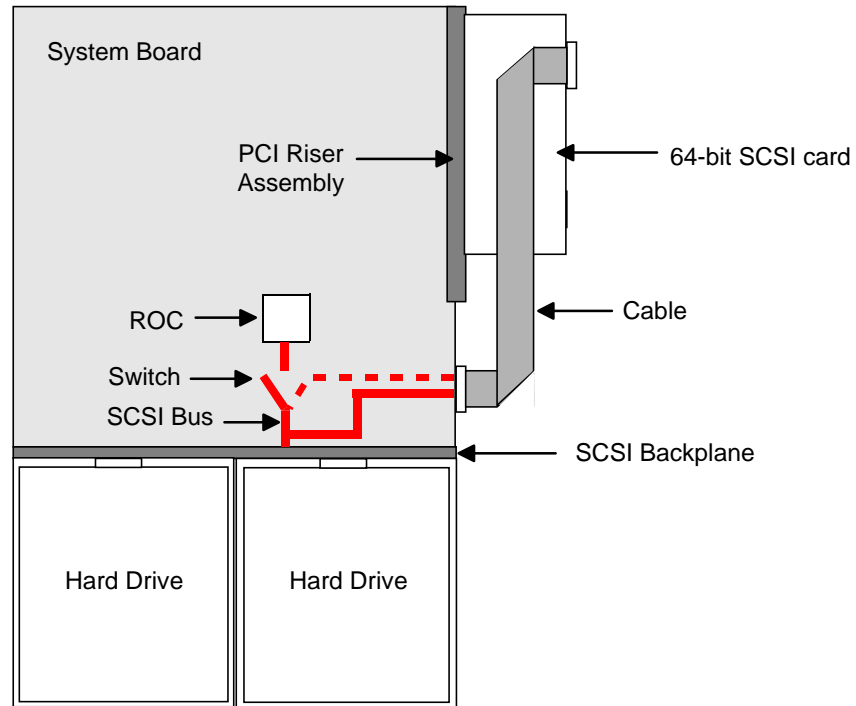 System Board
PCI Riser
Assembly
64-bit SCSI card
ROC
Cable
Switch
SCSI Bus
SCSI Backplane
Hard Drive
Hard Drive